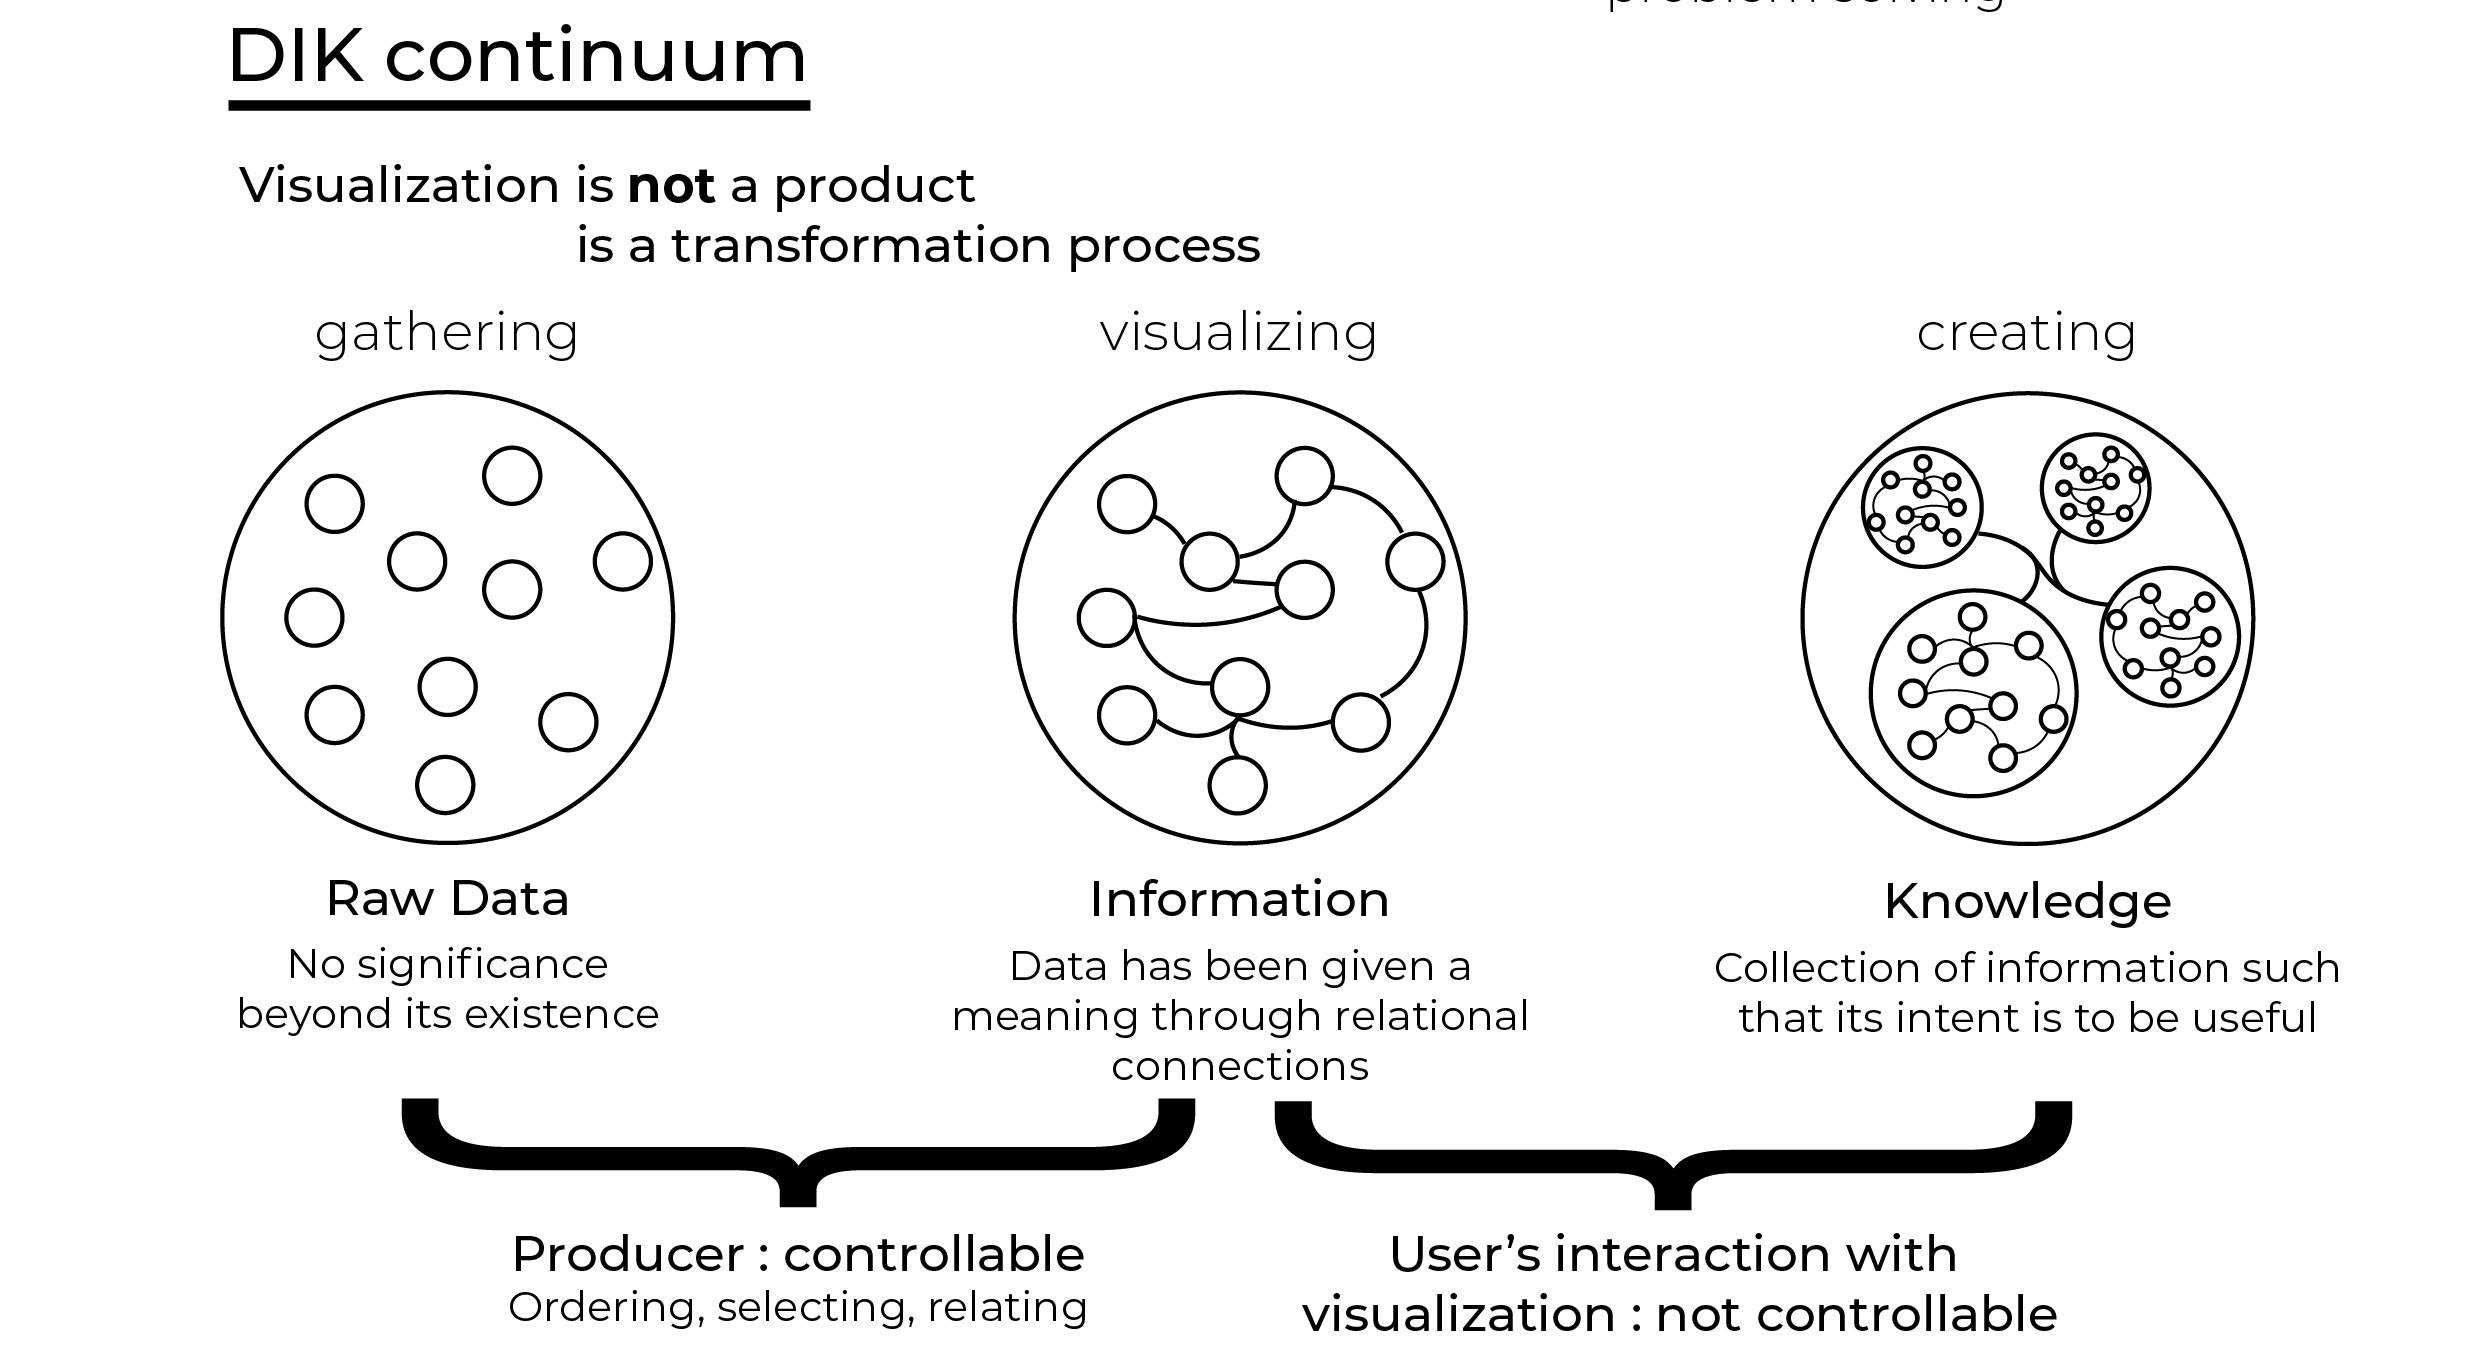 problem solving
DIK continuum
Visualization is not a product
is a transformation process
gathering
visualizing
creating
Raw Data
No significance
beyond its existence
Information
Data has been given a
meaning through relational
connections
Knowledge
Collection of information such
that its intent is to be useful
Producer : controllable
Ordering, selecting, relating
User’s interaction with
visualization : not controllable